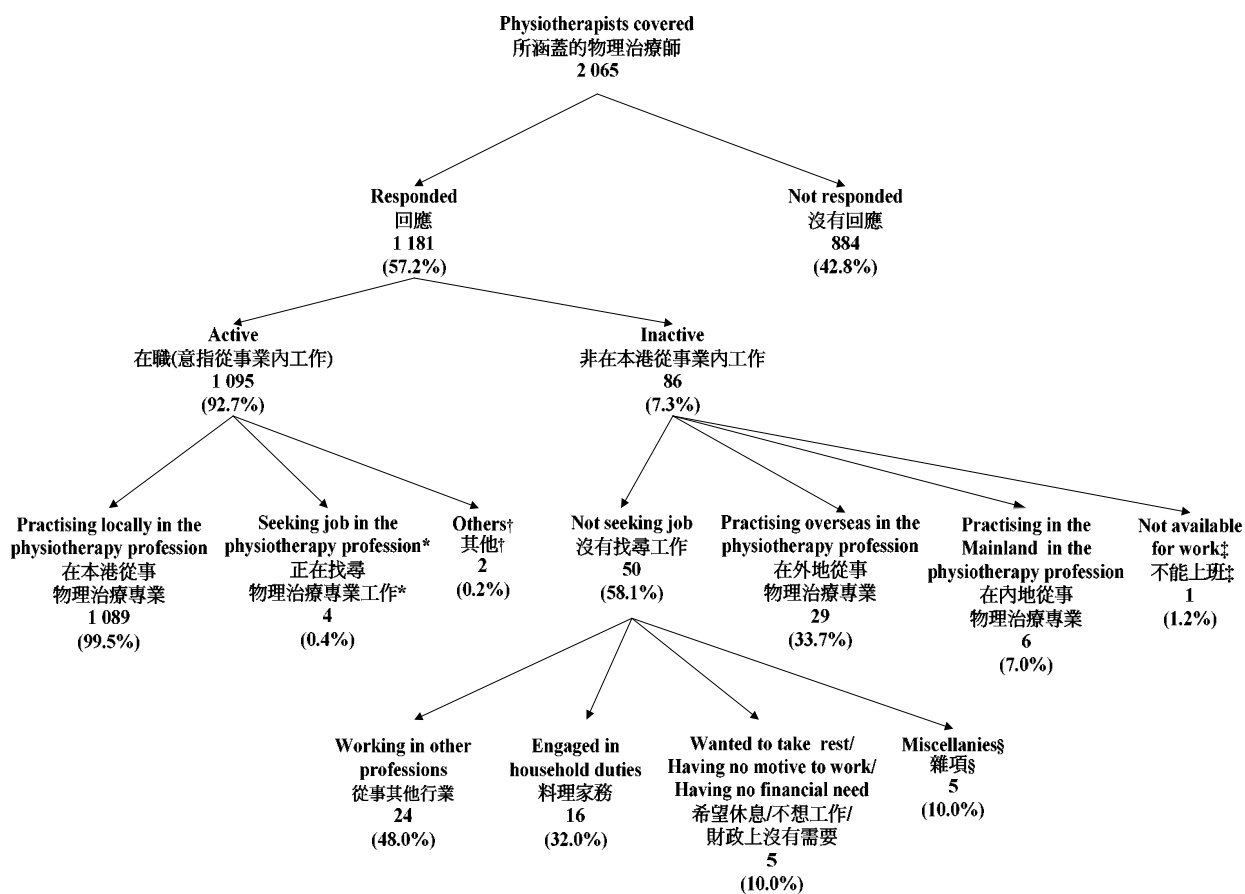 Physiotherapists covered
所涵蓋的物理治療師
2 065
Responded
回應
1 181
(57.2%)
Not responded
沒有回應
884
(42.8%)
Active
在職(意指從事業內工作)
1 095
(92.7%)
Inactive
非在本港從事業內工作
86
(7.3%)
Practising locally in the
physiotherapy profession
在本港從事
物理治療專業
1 089
(99.5%)
Seeking job in the
physiotherapy profession*
正在找尋
物理治療專業工作*
4
(0.4%)
Others†
其他†
2
(0.2%)
Not seeking job
沒有找尋工作
50
(58.1%)
Practising overseas in the
physiotherapy profession
在外地從事
物理治療專業
29
(33.7%)
Practising in the
Mainland in the
physiotherapy profession
在內地從事
物理治療專業
6
(7.0%)
Not available
for work‡
不能上班‡
1
(1.2%)
Working in other
professions
從事其他行業
24
(48.0%)
Engaged in
household duties
料理家務
16
(32.0%)
Wanted to take rest/
Having no motive to work/
Having no financial need
希望休息/不想工作/
財政上沒有需要
5
(10.0%)
Miscellanies§
雜項§
5
(10.0%)